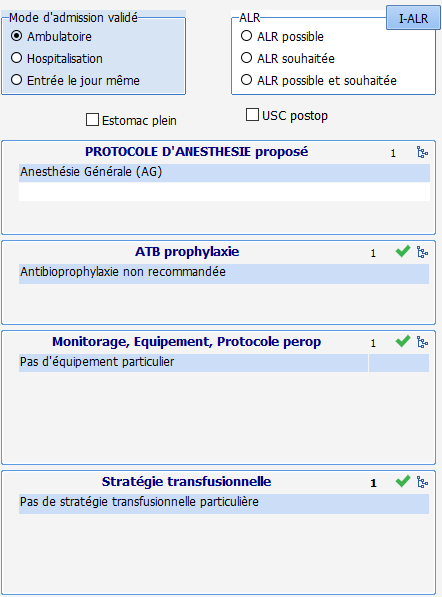 Mode d'admission validé
Ambulatoire
Hospitalisation
Entrée le jour même
ALR
I-ALR
ALR possible
ALR souhaitée
ALR possible et souhaitée
Estomac plein
USC postop
PROTOCOLE D'ANESTHESIE proposé 1
Anesthésie Générale (AG)
ATB prophylaxie 1
Antibioprophylaxie non recommandée
Monitorage, Equipement, Protocole perop 1
Pas d'équipement particulier
Stratégie transfusionnelle 1
Pas de stratégie transfusionnelle particulière